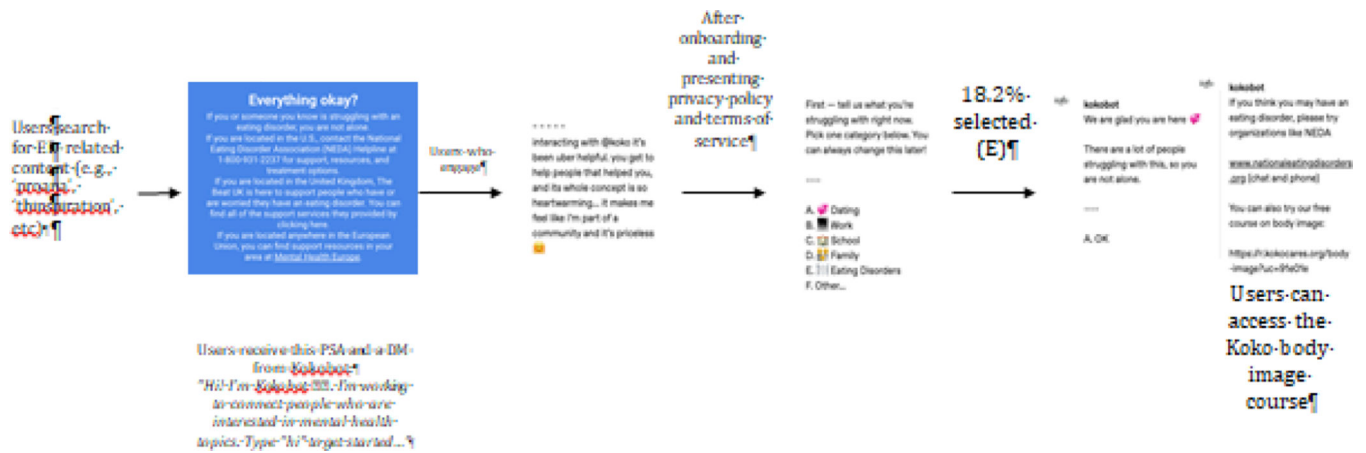 Users search-
for ED related-
content (e.g.,-
'proana',-
'thinspiration',-
etc)¶
Everything okay?
If you or someone you know is struggling with an
eating disorder, you are not alone.
If you are located in the U.S., contact the National
Eating Disorder Association (NEDA) Helpline at
1-800-931-2237 for support, resources, and
treatment options.
If you are located in the United Kingdom, The
Beat UK is here to support people who have or
are worried they have an eating disorder. You can
find all of the support services they provided by
clicking here.
If you are located anywhere in the European
Union, you can find support resources in your
area at Mental Health Europe.
Users-receive-this-PSA-and-a-DM-
from-Kokobot:¶
"Hi!-I'm-Kokobot. I'm-working-
to-connect-people-who-are-
interested-in-mental-health-
topics.-Type-"hi"-to get-started..."¶
Users-who-
engage¶
interacting with @koko it's
been uber helpful. you get to
help people that helped you,
and its whole concept is so
heartwarming... it makes me
feel like i'm part of a
community and it's priceless
😊
After-
onboarding-
and-
presenting-
privacy-policy
and-terms-of-
service¶
First — tell us what you're
struggling with right now.
Pick one category below. You
can always change this later!
----
A. 💞 Dating
B. Work
C. 🏫 School
D. Family
E. 🍽️ Eating Disorders
F. Other...
18.2%-
selected-
(E)¶
kokobot
We are glad you are here 💞
There are a lot of people
struggling with this, so you
are not alone.
----
A. OK
kokobot
If you think you may have an
eating disorder, please try
organizations like NEDA
www.nationaleatingdisorders
.org [chat and phone]
You can also try our free
course on body image:
https://r.kokocares.org/body
Users-can-
access-the-
Koko-body-
image-
course¶